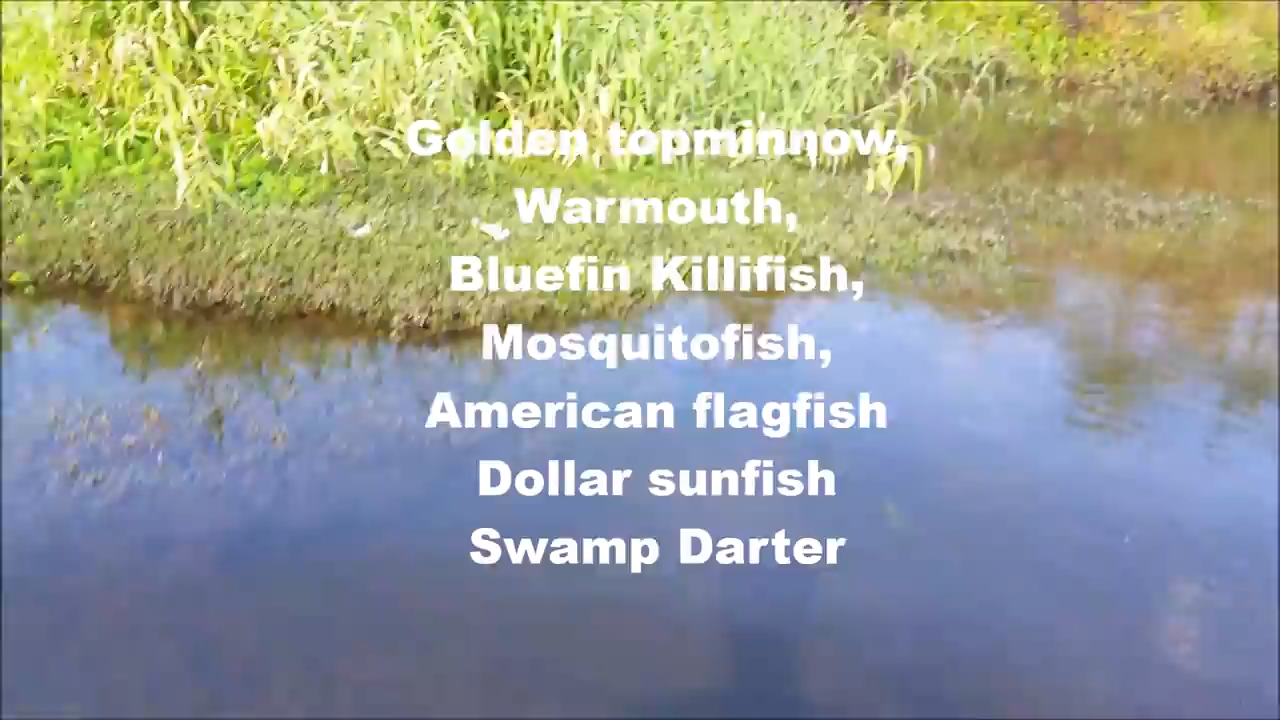 Golden topminnow,
Warmouth,
Bluefin Killifish,
Mosquitofish,
American flagfish
Dollar sunfish
Swamp Darter